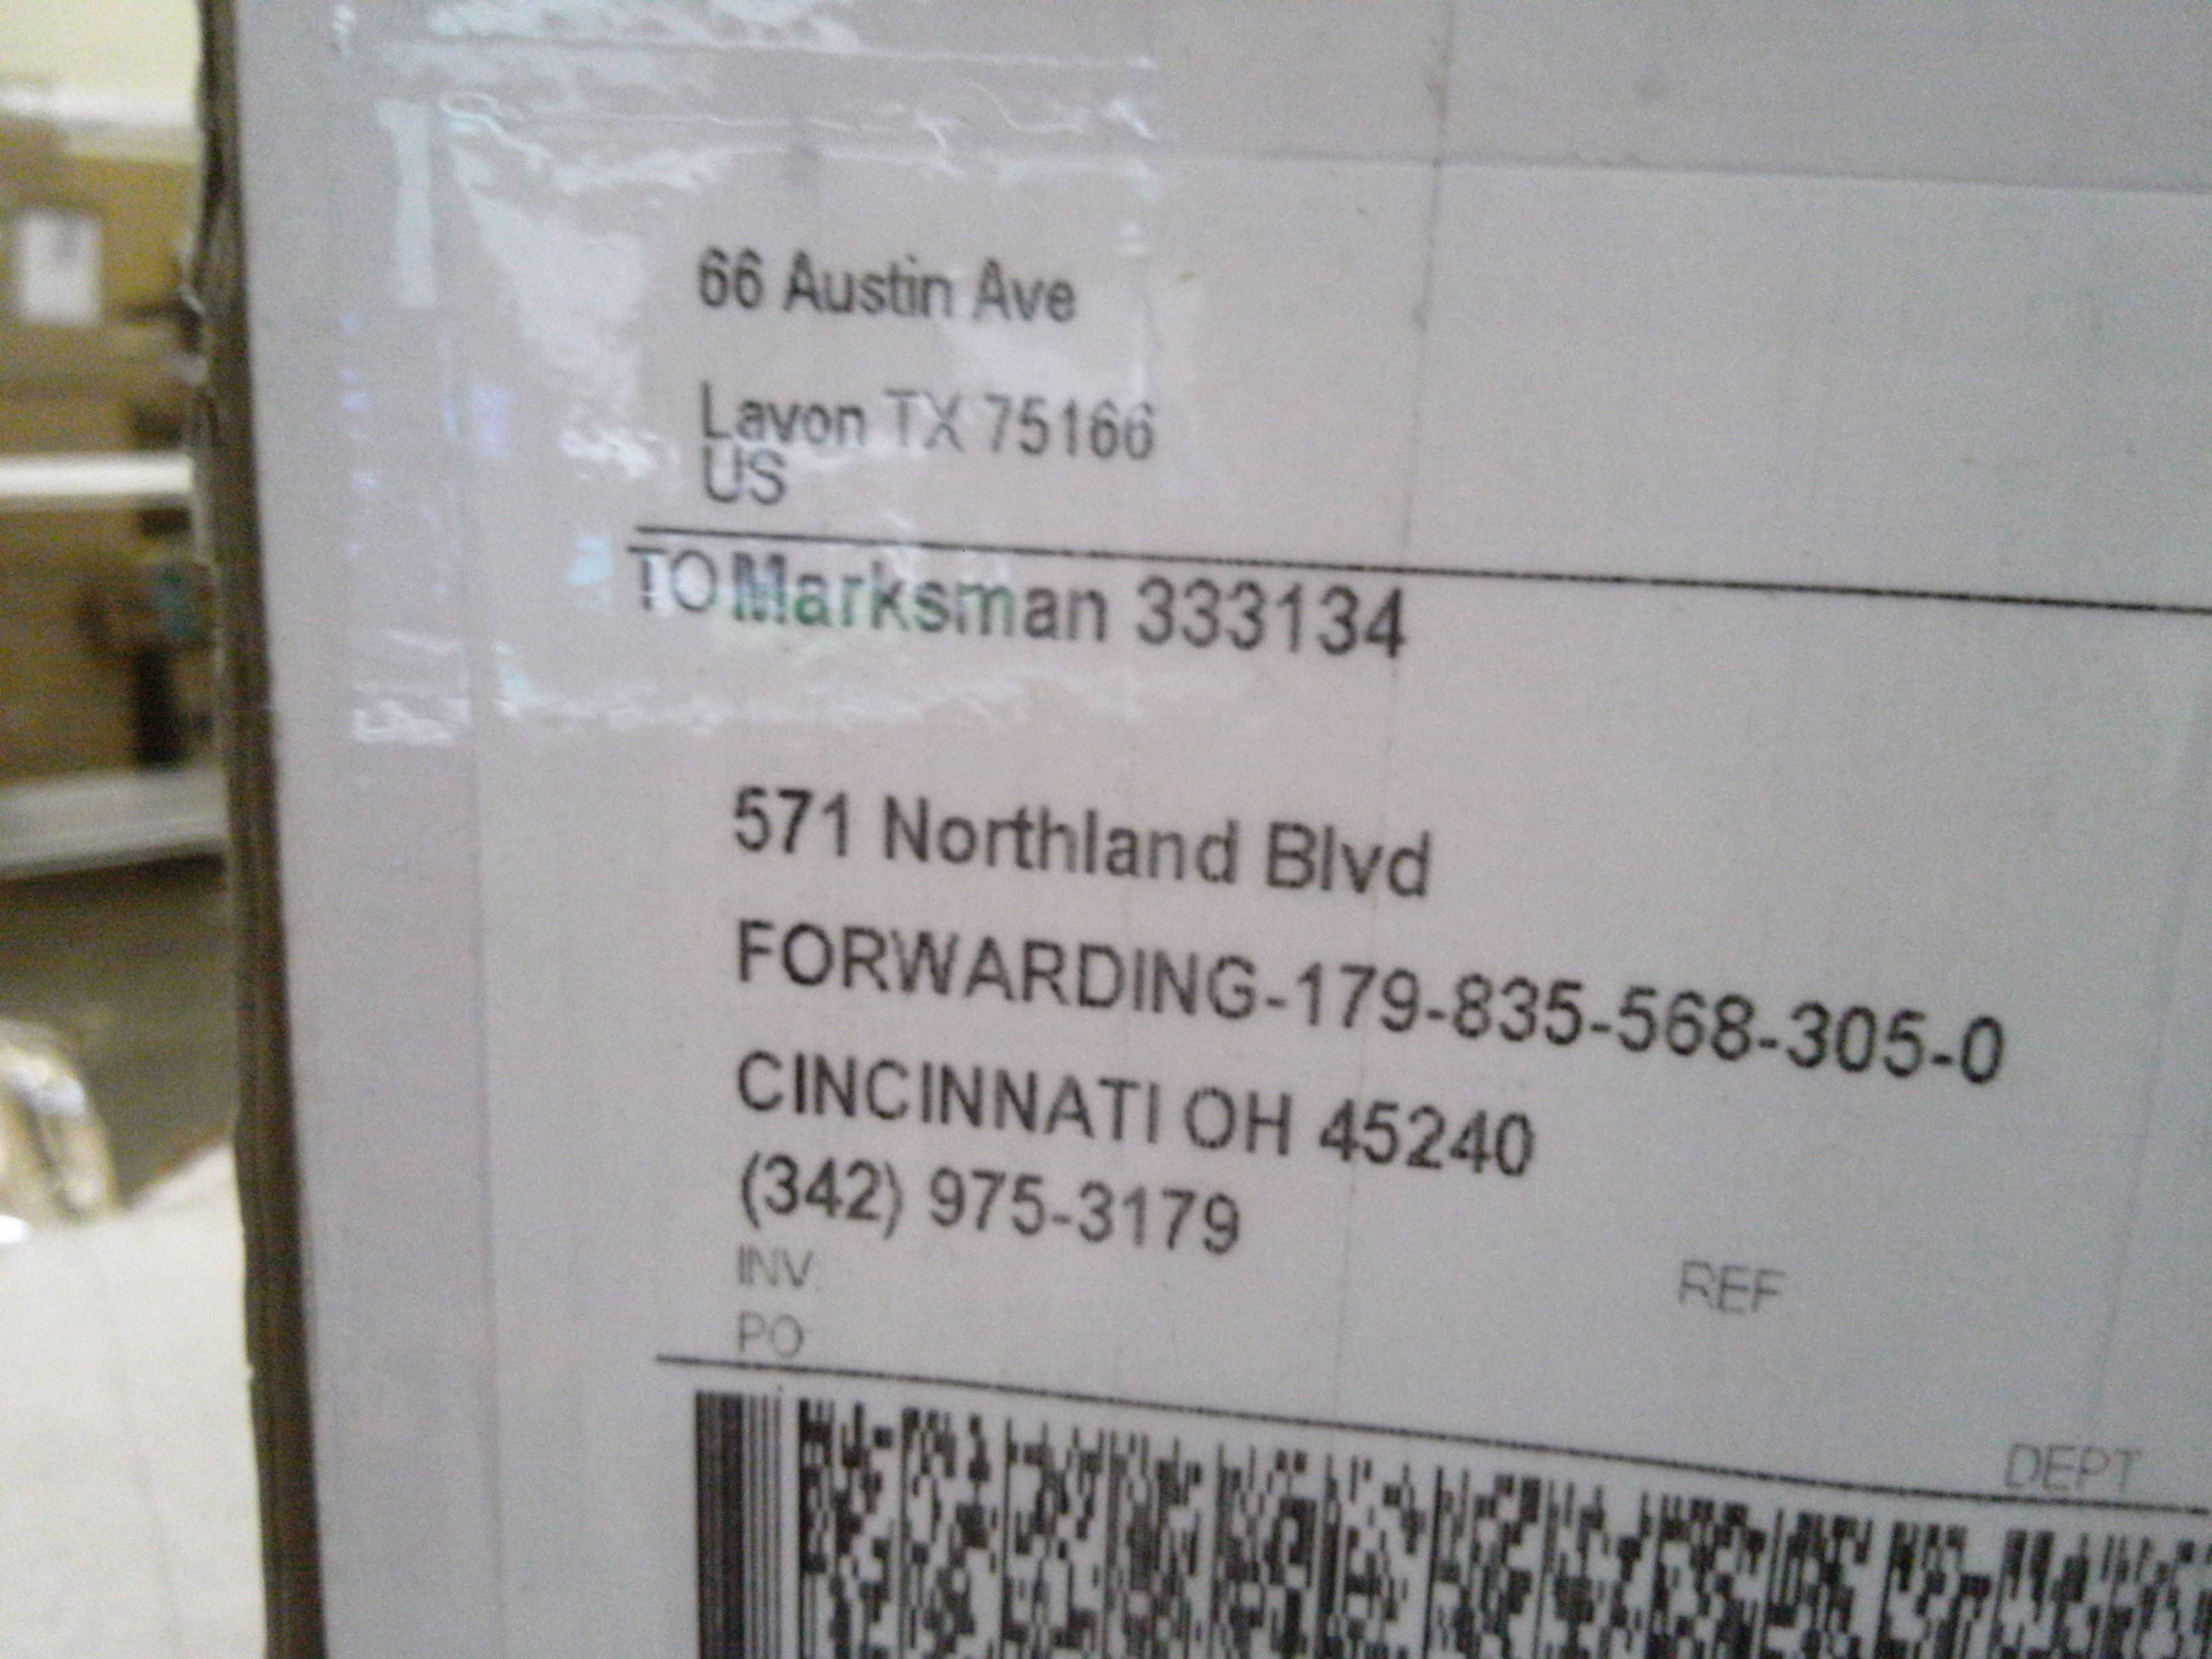 66 Austin Ave
Lavon TX 75166
US
TO Marksman 333134
571 Northland Blvd
FORWARDING-179-835-568-305-0
CINCINNATI OH 45240
(342) 975-3179
INV:
REF
PO
DEPT